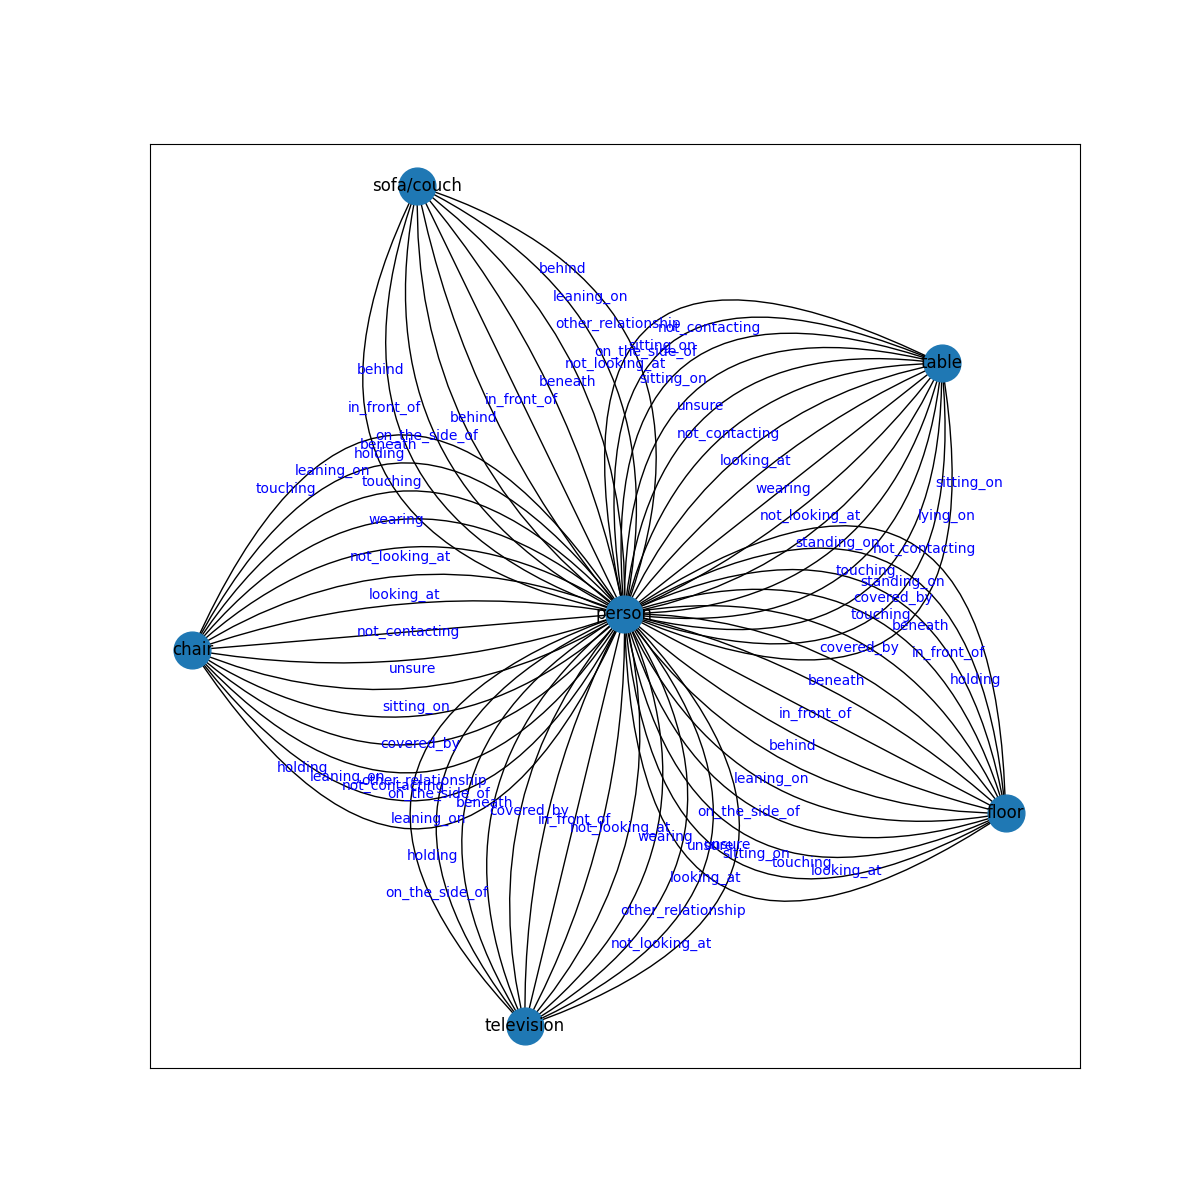 sofa/couch
behind
leaning_on
other_relationship
not_contacting
sitting_on
on_the_side_of
not_looking_at
table
behind
beneath
sitting_on
in_front_of
in_front_of
unsure
behind
on_the_side_of
not_contacting
beneath
holding
looking_at
leaning_on
touching
touching
wearing
sitting_on
wearing
not_looking_at
lying_on
standing_on
not_contacting
not_looking_at
touching
standing_on
looking_at
covered_by
person
touching
beneath
not_contacting
chair
covered_by
in_front_of
unsure
beneath
holding
sitting_on
in_front_of
covered_by
behind
holding
leaning_on
other_relationship
leaning_on
not_contacting
on_the_side_of
beneath
covered_by
on_the_side_of
floor
leaning_on
in_front_of
not_looking_at
wearing
unsure
unsure
holding
sitting_on
touching
looking_at
looking_at
on_the_side_of
other_relationship
not_looking_at
television